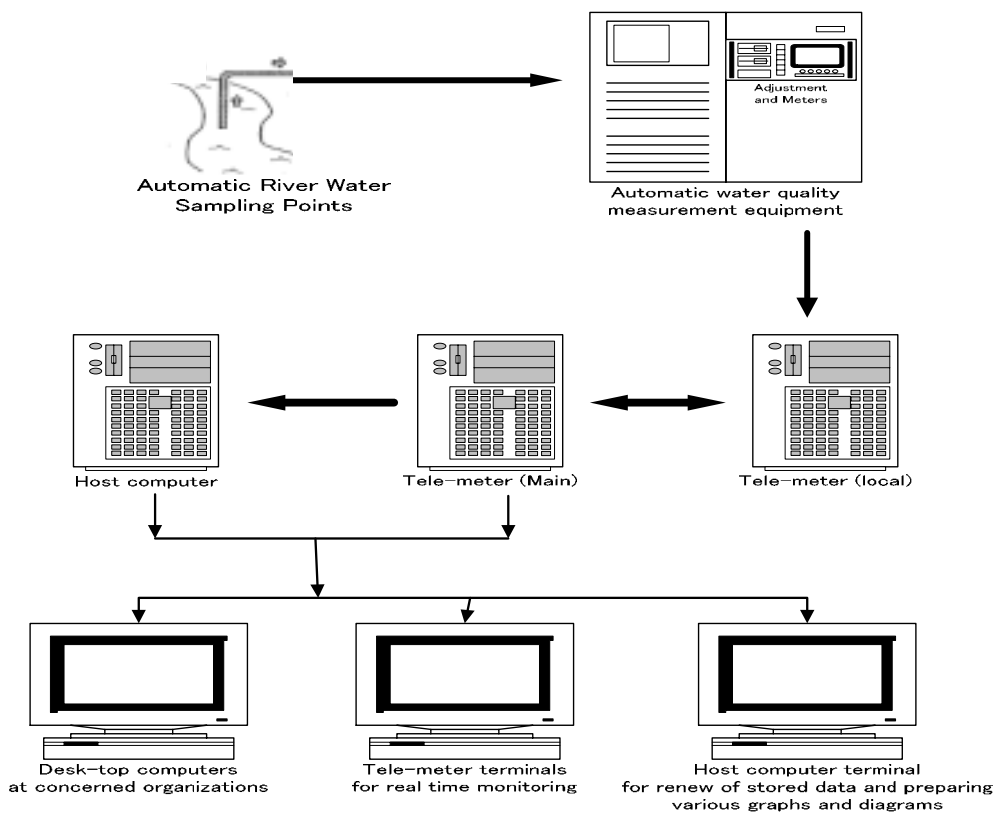 Adjustment
and Meters
Automatic River Water
Sampling Points
Automatic water quality
measurement equipment
Host computer
Tele-meter (Main)
Tele-meter (local)
Desk-top computers
at concerned organizations
Tele-meter terminals
for real time monitoring
Host computer terminal
for renew of stored data and preparing
various graphs and diagrams